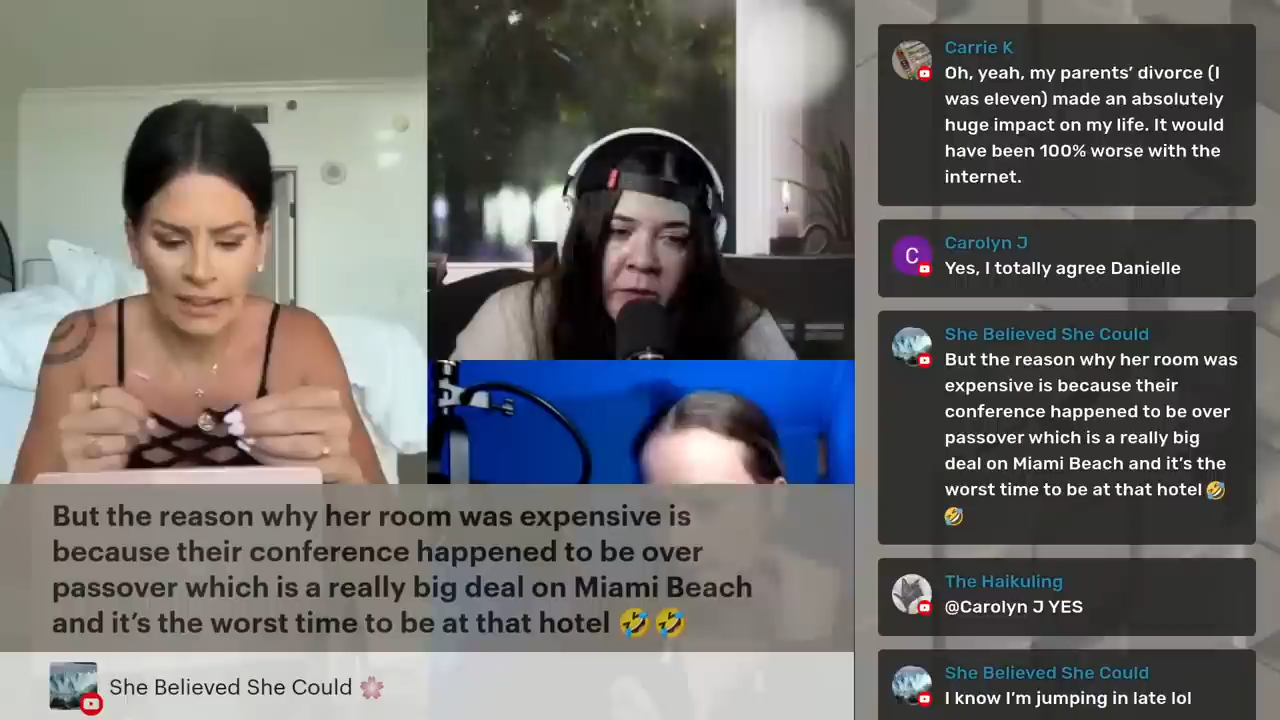 But the reason why her room was expensive is
because their conference happened to be over
passover which is a really big deal on Miami Beach
and it’s the worst time to be at that hotel 🤣🤣
She Believed She Could 🌸
Carrie K
Oh, yeah, my parents’ divorce (I
was eleven) made an absolutely
huge impact on my life. It would
have been 100% worse with the
internet.
C
Carolyn J
Yes, I totally agree Danielle
She Believed She Could
But the reason why her room was
expensive is because their
conference happened to be over
passover which is a really big
deal on Miami Beach and it’s the
worst time to be at that hotel 🤣
🤣
The Haikuling
@Carolyn J YES
She Believed She Could
I know I’m jumping in late lol